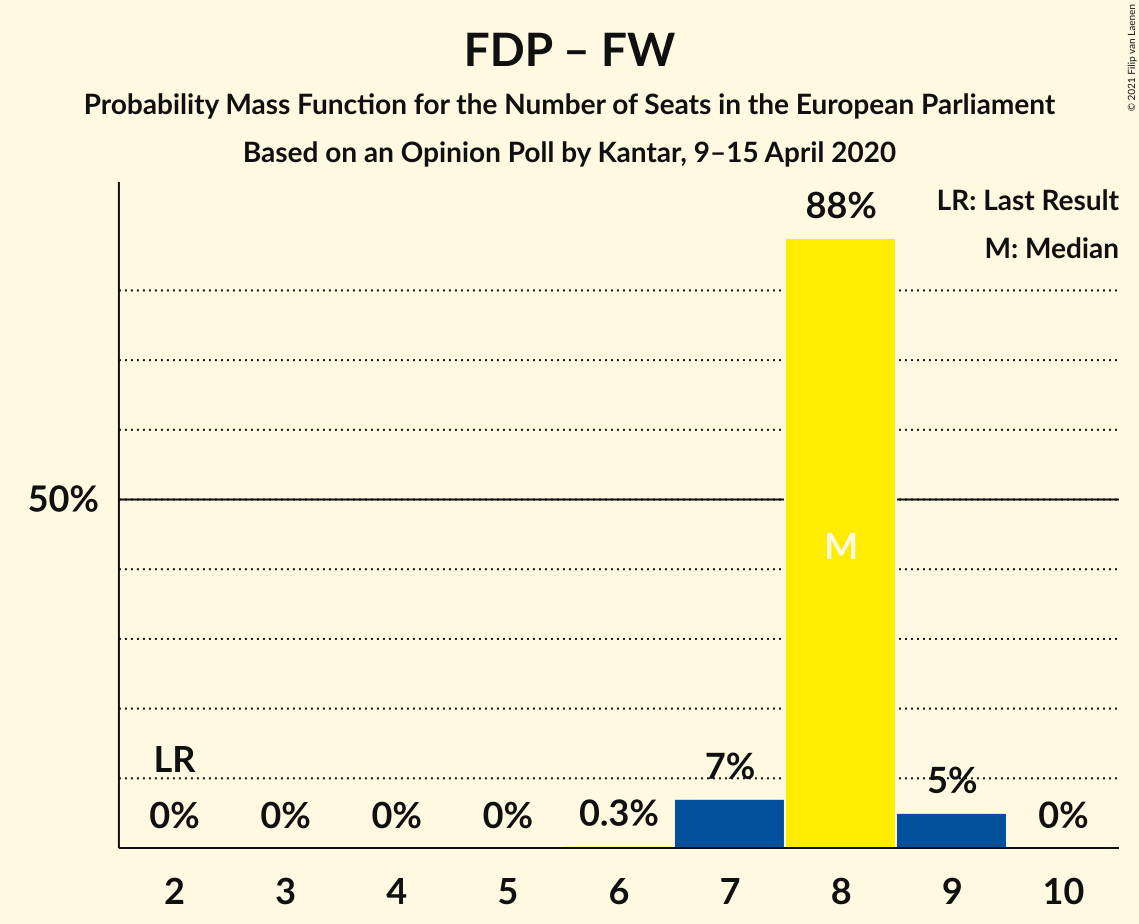 FDP – FW
Probability Mass Function for the Number of Seats in the European Parliament
Based on an Opinion Poll by Kantar, 9–15 April 2020
© 2021 Filip van Laenen
LR: Last Result
M: Median
88%
50%
M
LR
0%
0%
0%
0%
0.3%
7%
5%
0%
2 3 4 5 6 7 8 9 10